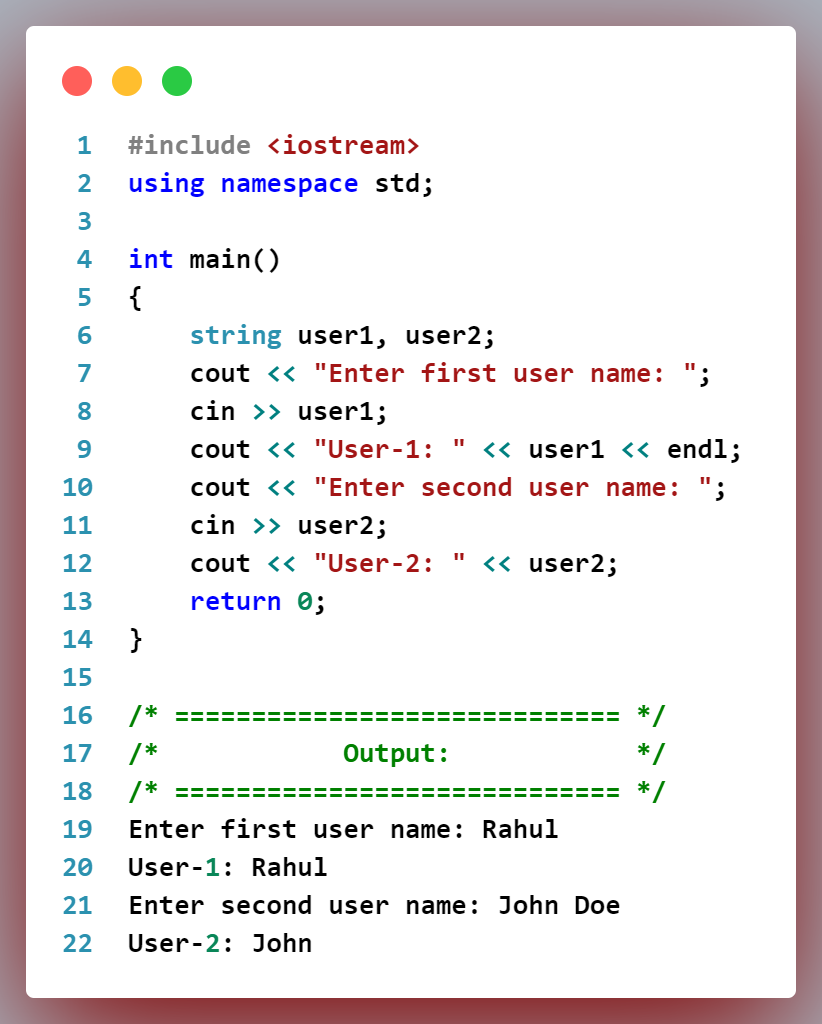 1 #include <iostream>
2 using namespace std;
3
4 int main()
5 {
6     string user1, user2;
7     cout << "Enter first user name: ";
8     cin >> user1;
9     cout << "User-1: " << user1 << endl;
10     cout << "Enter second user name: ";
11     cin >> user2;
12     cout << "User-2: " << user2;
13     return 0;
14 }
15
16 /* ============================= */
17 /*            Output:            */
18 /* ============================= */
19 Enter first user name: Rahul
20 User-1: Rahul
21 Enter second user name: John Doe
22 User-2: John